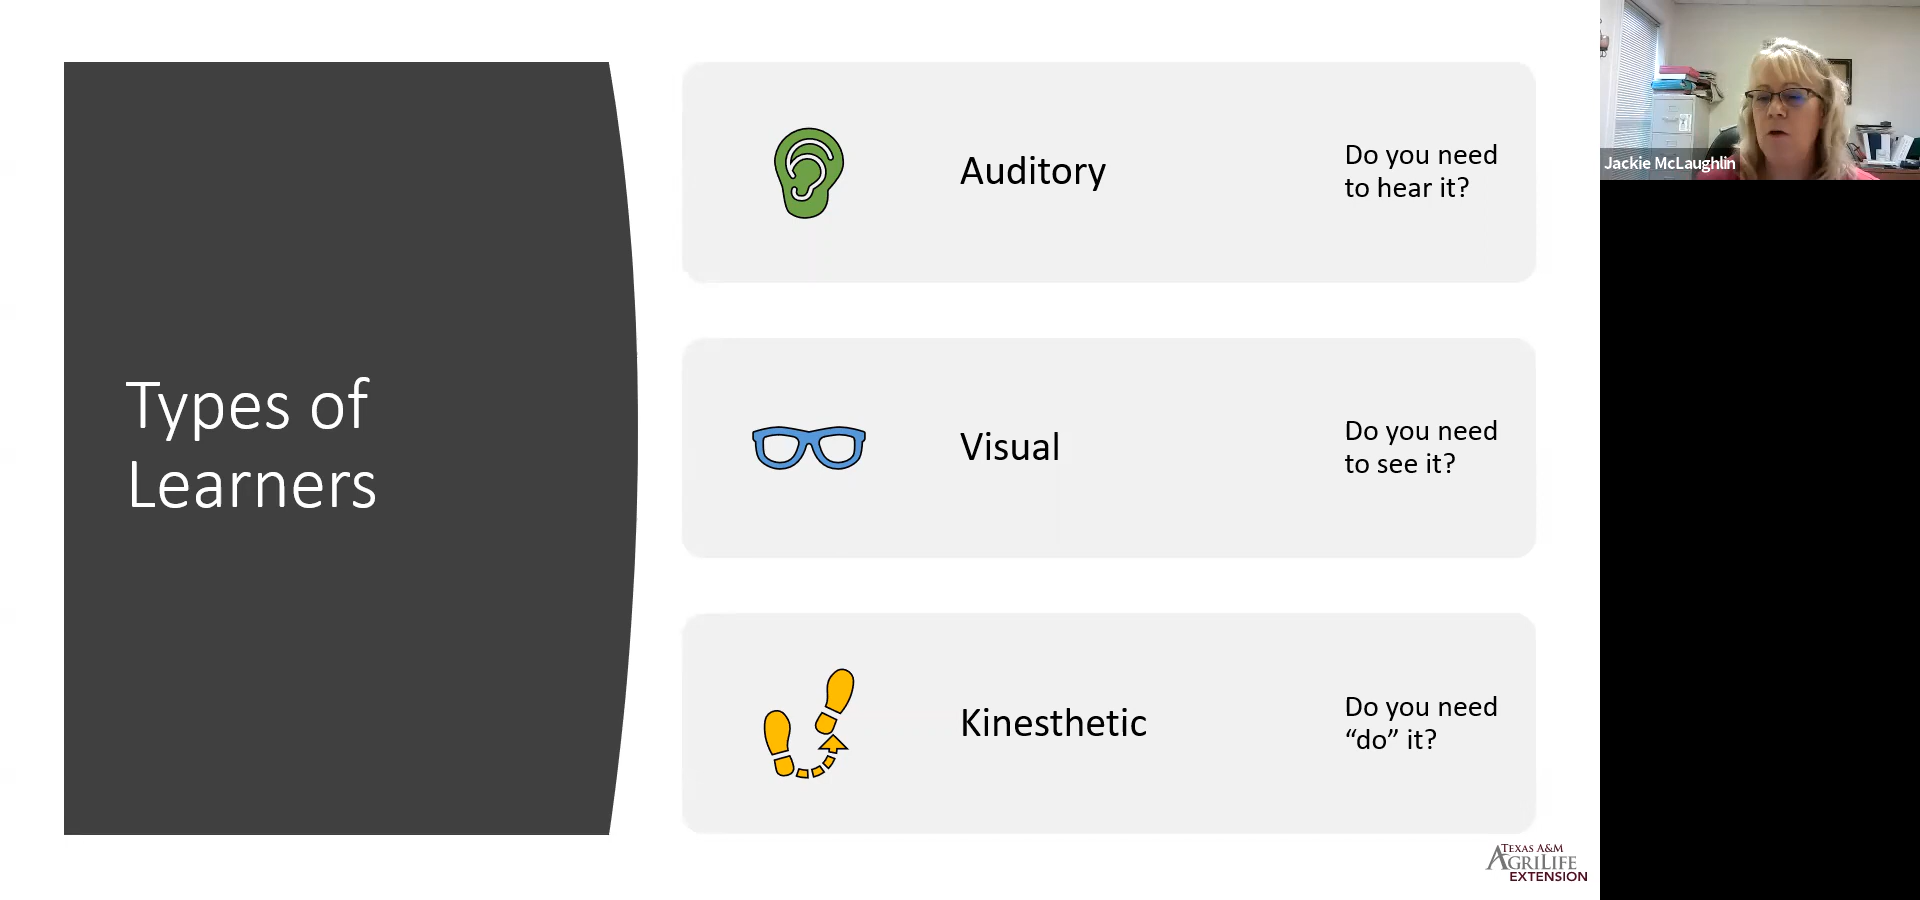 Types of
Learners
Auditory
Do you need
to hear it?
Visual
Do you need
to see it?
Kinesthetic
Do you need
“do” it?
TEXAS A&M
AGRILIFE
EXTENSION
Jackie McLaughlin